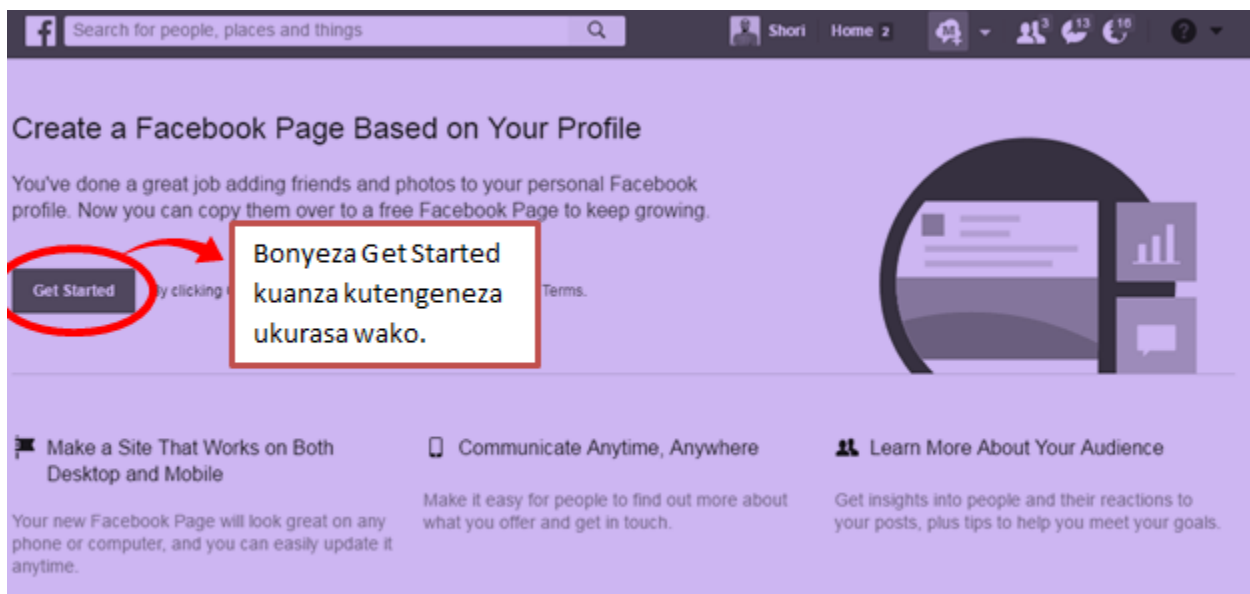 f Search for people, places and things Shori Home 2 3 13 16 ?
Create a Facebook Page Based on Your Profile
You've done a great job adding friends and photos to your personal Facebook
profile. Now you can copy them over to a free Facebook Page to keep growing.
Get Started By clicking Terms.
Bonyeza Get Started
kuanza kutengeneza
ukurasa wako.
Make a Site That Works on Both
Desktop and Mobile
Your new Facebook Page will look great on any
phone or computer, and you can easily update it
anytime.
Communicate Anytime, Anywhere
Make it easy for people to find out more about
what you offer and get in touch.
Learn More About Your Audience
Get insights into people and their reactions to
your posts, plus tips to help you meet your goals.